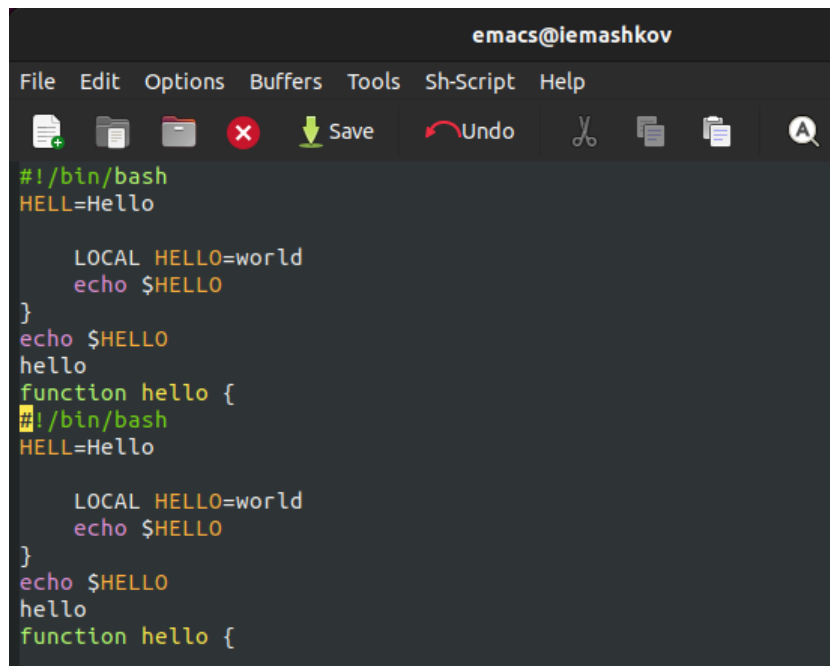 emacs@iemashkov
File Edit Options Buffers Tools Sh-Script Help
Save Undo
#!/bin/bash
HELL=Hello
    LOCAL HELLO=world
    echo $HELLO
}
echo $HELLO
hello
function hello {
#!/bin/bash
HELL=Hello
    LOCAL HELLO=world
    echo $HELLO
}
echo $HELLO
hello
function hello {